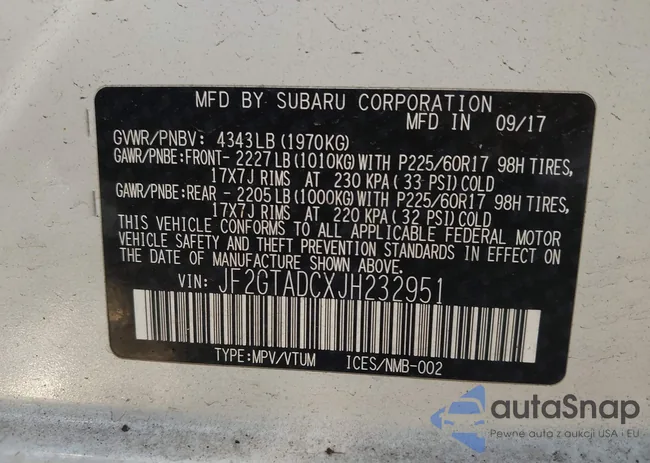 MFD BY SUBARU CORPORATION
MFD IN 09/17
GVWR/PNBV: 4343LB (1970KG)
GAWR/PNBE:FRONT- 2227LB(1010KG)WITH P225/60R17 98H TIRES,
17X7J RIMS AT 230 KPA(33 PSI)COLD
GAWR/PNBE:REAR - 2205LB(1000KG)WITH P225/60R17 98H TIRES,
17X7J RIMS AT 220 KPA(32 PSI)COLD
THIS VEHICLE CONFORMS TO ALL APPLICABLE FEDERAL MOTOR
VEHICLE SAFETY AND THEFT PREVENTION STANDARDS IN EFFECT
ON THE DATE OF MANUFACTURE SHOWN ABOVE.
VIN: JF2GTADCXJH232951
TYPE:MPV/VTUM ICES/NMB-002
autoSnap
Pewne auto z aukcji USA - EU